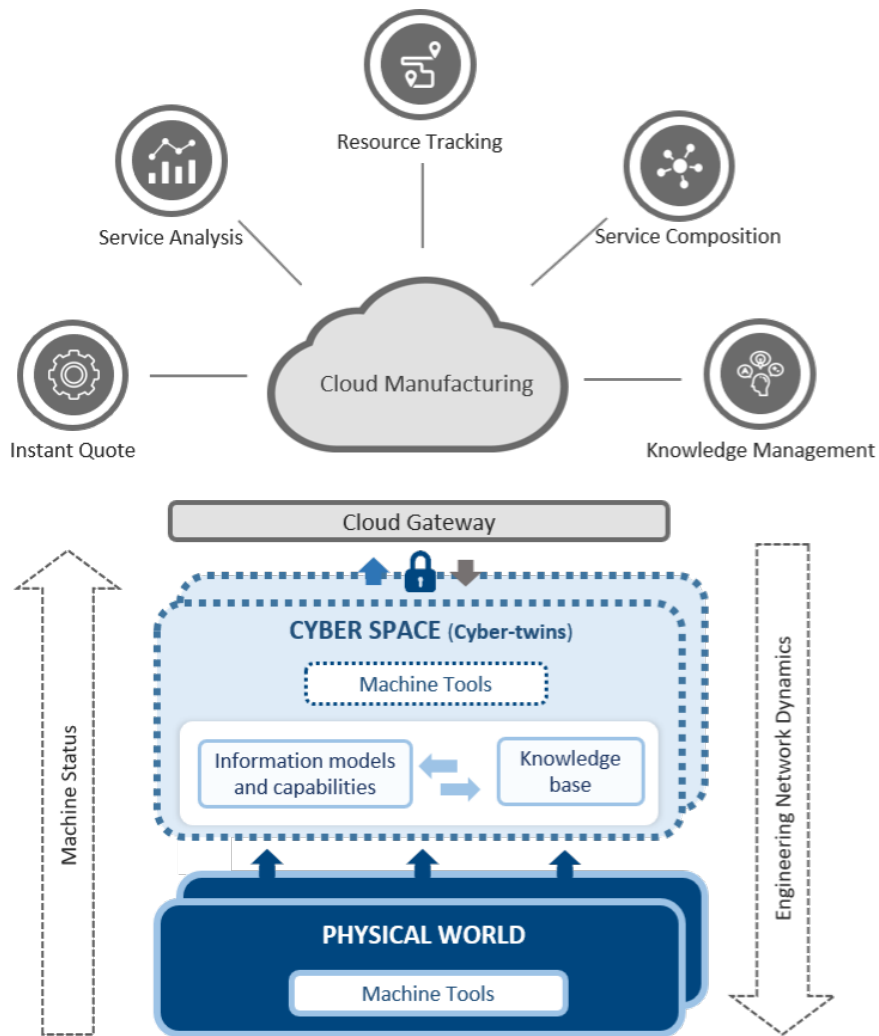 Resource Tracking
Service Analysis
Service Composition
Cloud Manufacturing
Instant Quote
Knowledge Management
Cloud Gateway
CYBER SPACE (Cyber-twins)
Machine Tools
Information models
and capabilities
Knowledge
base
Machine Status
Engineering Network Dynamics
PHYSICAL WORLD
Machine Tools